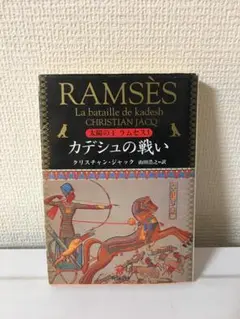 RAMSÈS
La bataille de kadesh
CHRISTIAN JACQ
太陽の王 ラムセス3
カデシュの戦い
クリスチャン・ジャック 山田浩之=訳